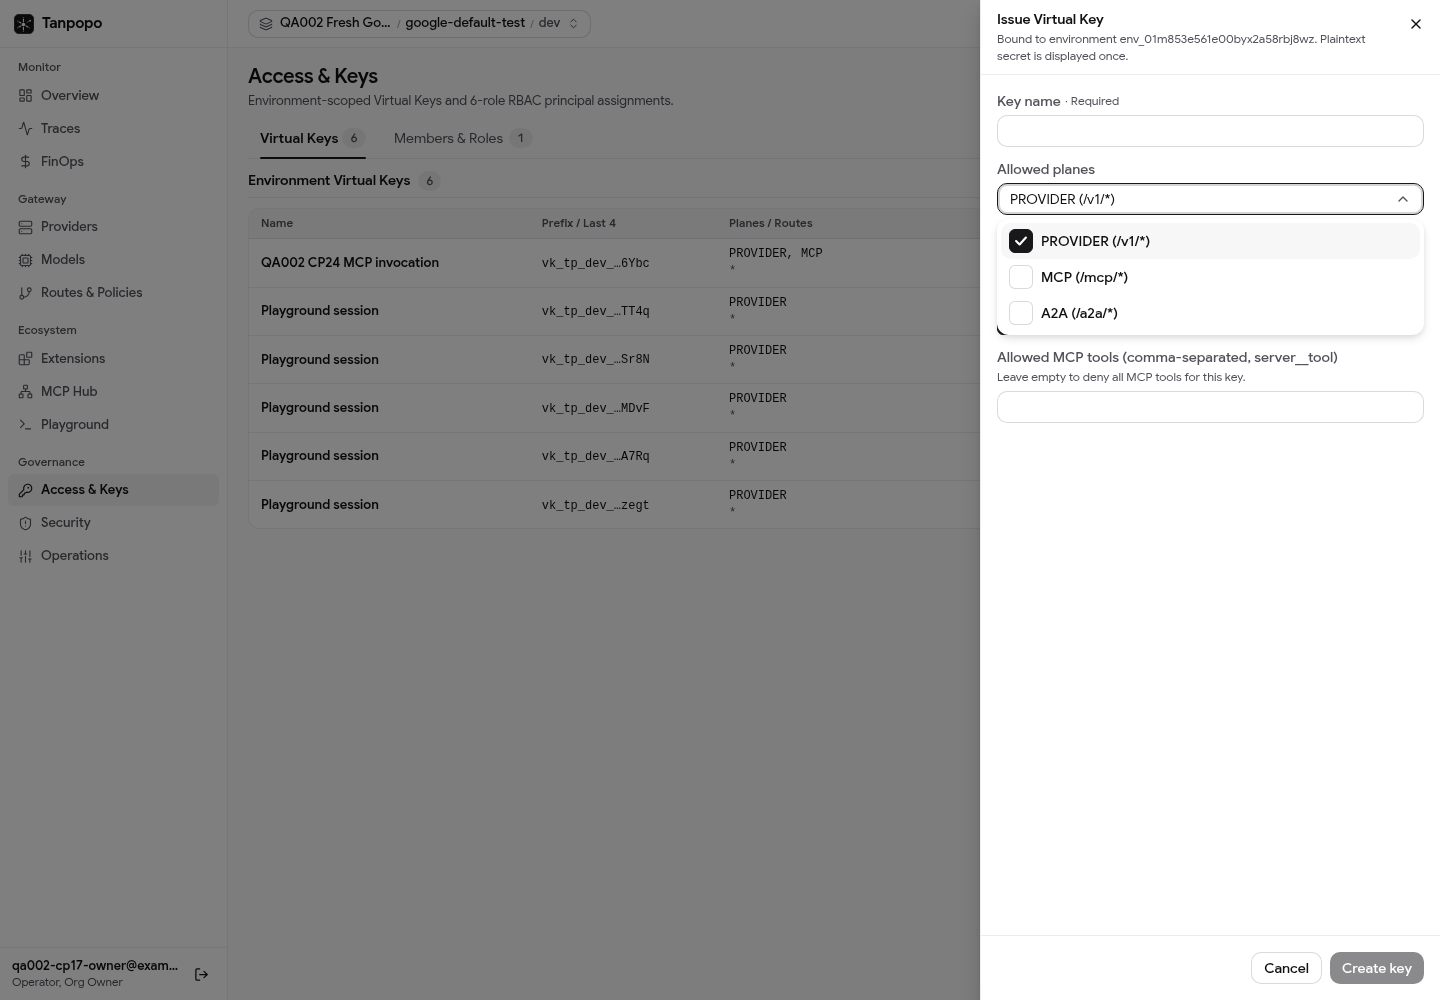 Tanpopo
Monitor
Overview
Traces
FinOps
Gateway
Providers
Models
Routes & Policies
Ecosystem
Extensions
MCP Hub
Playground
Governance
Access & Keys
Security
Operations
qa002-cp17-owner@exam...
Operator, Org Owner
QA002 Fresh Go... / google-default-test / dev
Access & Keys
Environment-scoped Virtual Keys and 6-role RBAC principal assignments.
Virtual Keys 6 Members & Roles 1
Environment Virtual Keys 6
Name Prefix / Last 4 Planes / Routes
QA002 CP24 MCP invocation vk_tp_dev_…6Ybc PROVIDER, MCP
*
Playground session vk_tp_dev_…TT4q PROVIDER
*
Playground session vk_tp_dev_…Sr8N PROVIDER
*
Playground session vk_tp_dev_…MDvF PROVIDER
*
Playground session vk_tp_dev_…A7Rq PROVIDER
*
Playground session vk_tp_dev_…zegt PROVIDER
*
Issue Virtual Key
Bound to environment env_01m853e561e00byx2a58rbj8wz. Plaintext
secret is displayed once.
Key name · Required
Allowed planes
PROVIDER (/v1/*)
PROVIDER (/v1/*)
MCP (/mcp/*)
A2A (/a2a/*)
Allowed MCP tools (comma-separated, server__tool)
Leave empty to deny all MCP tools for this key.
Cancel Create key